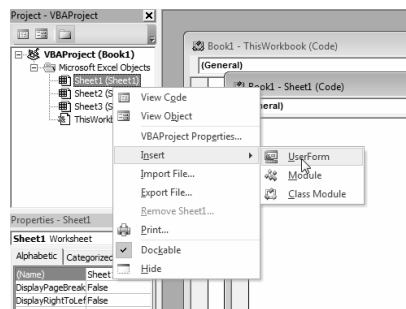 Project - VBAProject
VBAProject (Book1)
Microsoft Excel Objects
Sheet1 (Sheet1)
Sheet2 (S
Sheet3 (S
ThisWork
Book1 - ThisWorkbook (Code)
(General)
Book1 - Sheet1 (Code)
neral)
View Code
View Object
VBAProject Properties...
Insert
Import File...
Export File...
Remove Sheet1...
Print...
Dockable
Hide
UserForm
Module
Class Module
Properties - Sheet1
Sheet1 Worksheet
Alphabetic Categorized
(Name) Sheet
DisplayPageBreak False
DisplayRightToLef False